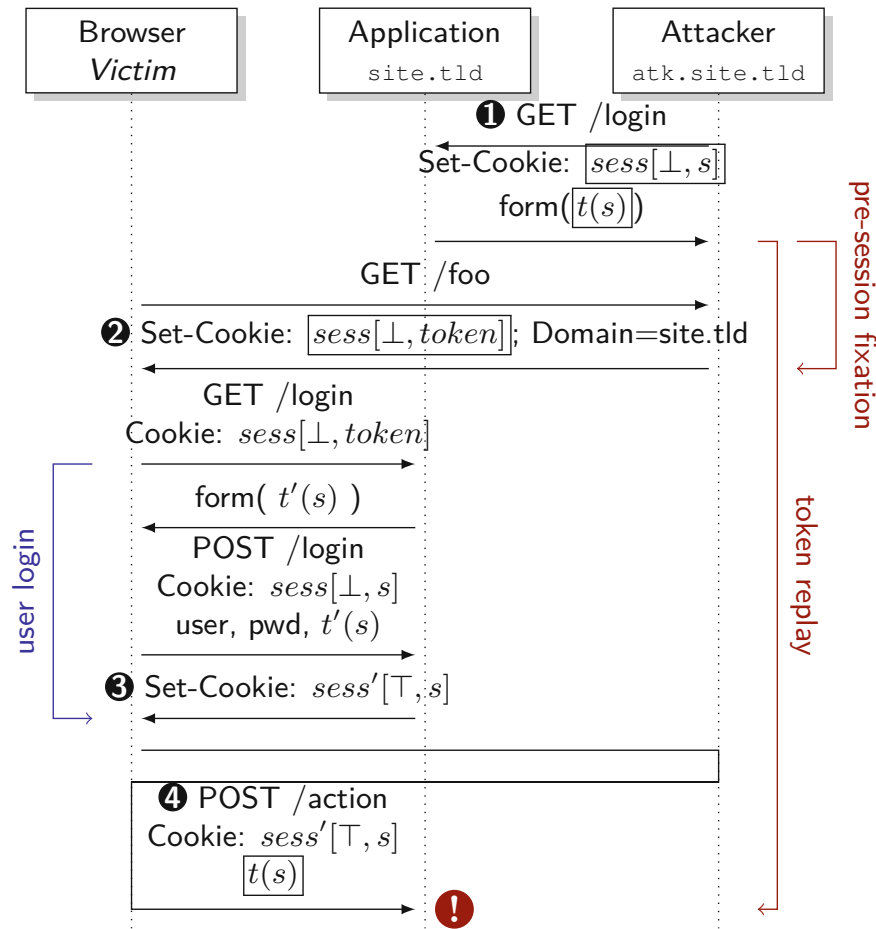 Browser
Victim
Application
site.tld
Attacker
atk.site.tld
❶ GET /login
Set-Cookie: sess[⊥, s]
form(t(s))
GET /foo
❷ Set-Cookie: sess[⊥, token]; Domain=site.tld
pre-session fixation
GET /login
Cookie: sess[⊥, token]
form( t′(s) )
POST /login
Cookie: sess[⊥, s]
user, pwd, t′(s)
user login
token replay
❸ Set-Cookie: sess′[⊤, s]
❹ POST /action
Cookie: sess′[⊤, s]
t(s)
!